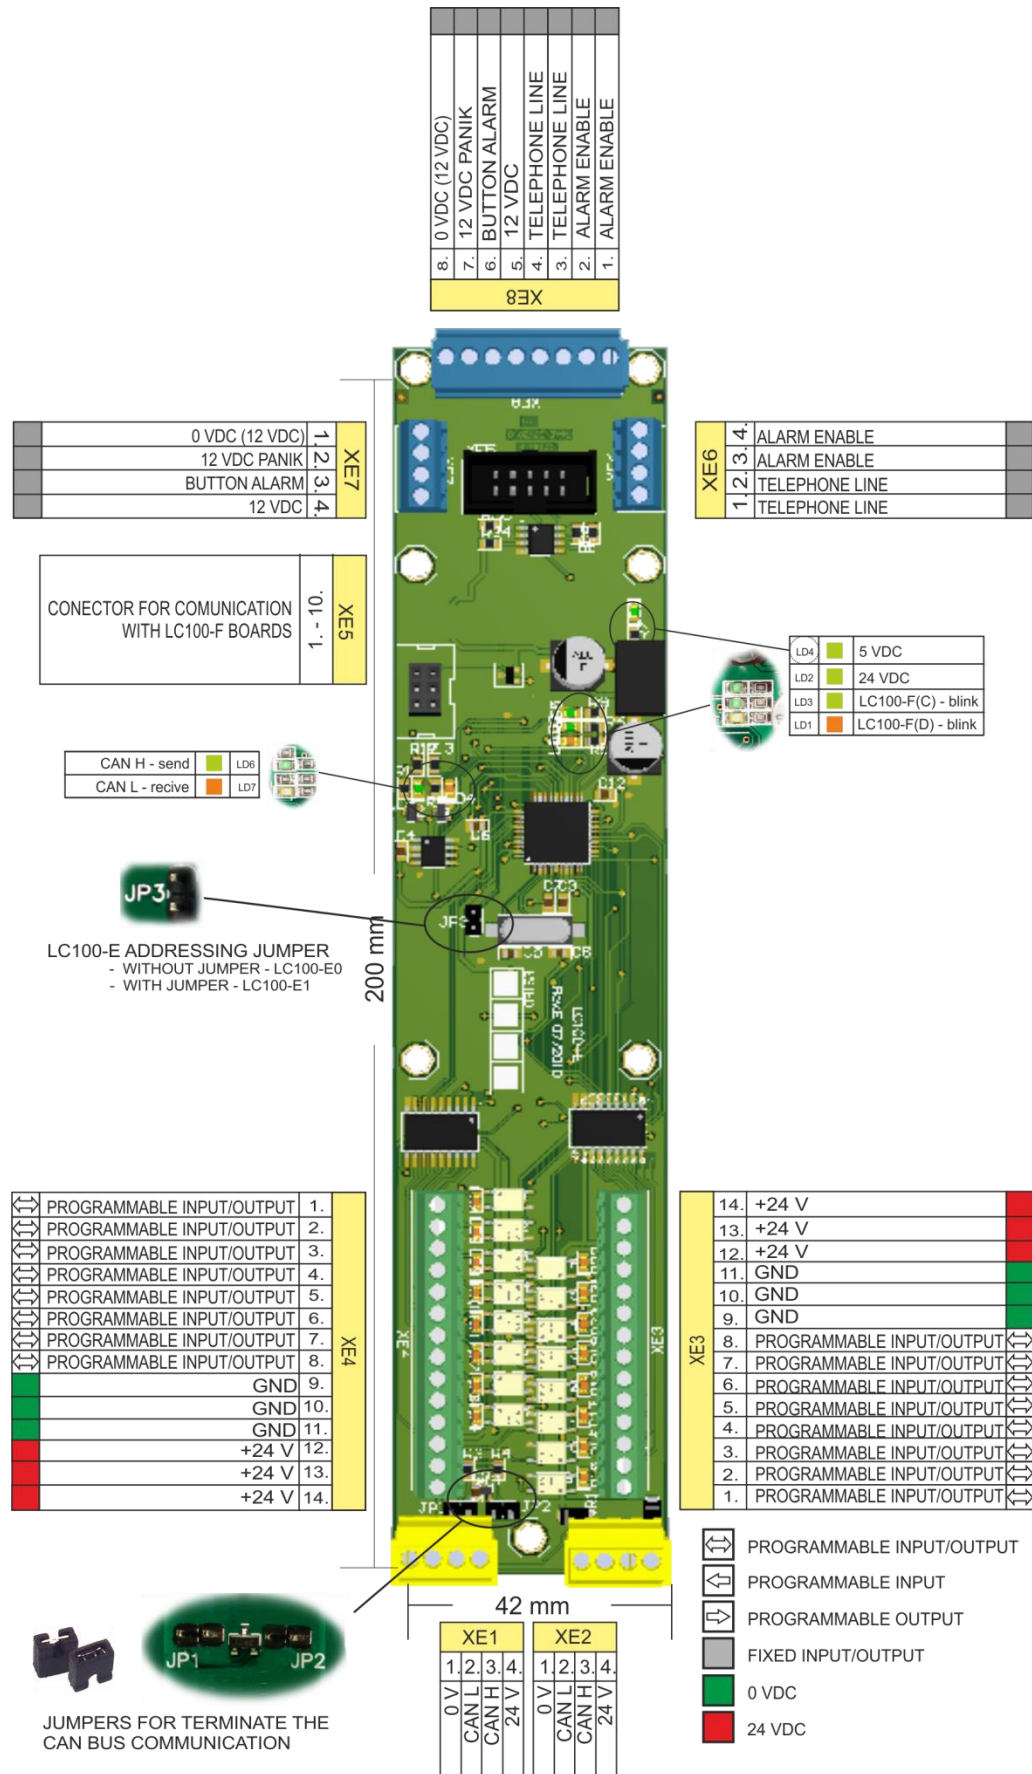 8. 0 VDC (12 VDC)
7. 12 VDC PANIK
6. BUTTON ALARM
5. 12 VDC
4. TELEPHONE LINE
3. TELEPHONE LINE
2. ALARM ENABLE
1. ALARM ENABLE
XE8
XE8
0 VDC (12 VDC) 1.
12 VDC PANIK 2.
BUTTON ALARM 3.
12 VDC 4.
XE7
XE6
4. ALARM ENABLE
3. ALARM ENABLE
2. TELEPHONE LINE
1. TELEPHONE LINE
CONECTOR FOR COMUNICATION
WITH LC100-F BOARDS
1. - 10.
XE5
LD4 5 VDC
LD2 24 VDC
LD3 LC100-F(C) - blink
LD1 LC100-F(D) - blink
CAN H - send LD6
CAN L - recive LD7
C12
JP3
JP3
LC100-E ADDRESSING JUMPER
- WITHOUT JUMPER - LC100-E0
- WITH JUMPER - LC100-E1
200 mm
PROGRAMMABLE INPUT/OUTPUT 1.
PROGRAMMABLE INPUT/OUTPUT 2.
PROGRAMMABLE INPUT/OUTPUT 3.
PROGRAMMABLE INPUT/OUTPUT 4.
PROGRAMMABLE INPUT/OUTPUT 5.
PROGRAMMABLE INPUT/OUTPUT 6.
PROGRAMMABLE INPUT/OUTPUT 7.
PROGRAMMABLE INPUT/OUTPUT 8.
GND 9.
GND 10.
GND 11.
+24 V 12.
+24 V 13.
+24 V 14.
XE4
XE3
XE3
14. +24 V
13. +24 V
12. +24 V
11. GND
10. GND
9. GND
8. PROGRAMMABLE INPUT/OUTPUT
7. PROGRAMMABLE INPUT/OUTPUT
6. PROGRAMMABLE INPUT/OUTPUT
5. PROGRAMMABLE INPUT/OUTPUT
4. PROGRAMMABLE INPUT/OUTPUT
3. PROGRAMMABLE INPUT/OUTPUT
2. PROGRAMMABLE INPUT/OUTPUT
1. PROGRAMMABLE INPUT/OUTPUT
JP2
42 mm
XE1
1. 0 V
2. CAN L
3. CAN H
4. 24 V
XE2
1. 0 V
2. CAN L
3. CAN H
4. 24 V
JP1 JP2
JUMPERS FOR TERMINATE THE
CAN BUS COMMUNICATION
PROGRAMMABLE INPUT/OUTPUT
PROGRAMMABLE INPUT
PROGRAMMABLE OUTPUT
FIXED INPUT/OUTPUT
0 VDC
24 VDC